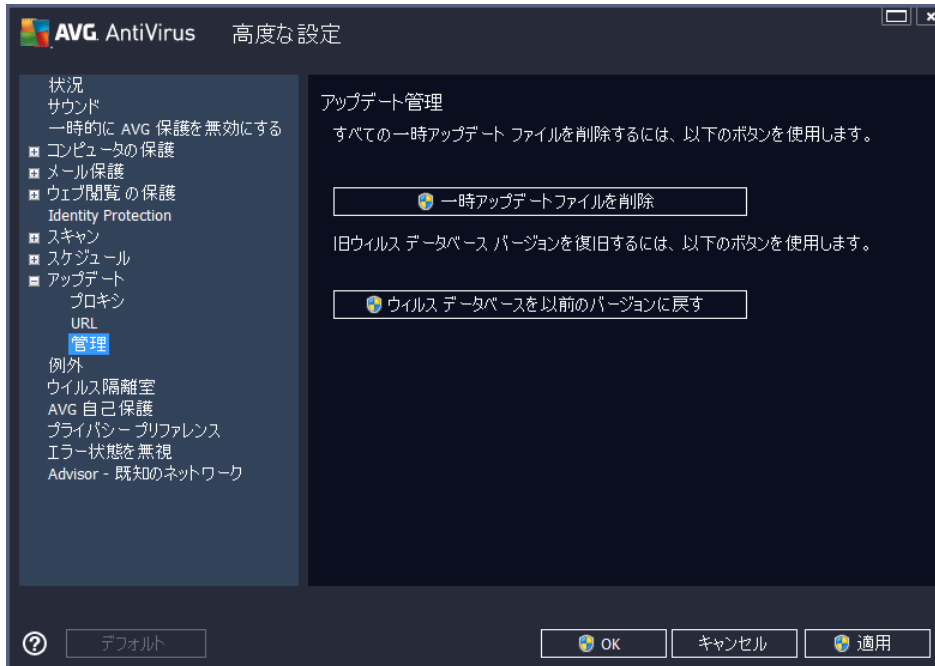 AVG AntiVirus 高度な設定
状況
サウンド
一時的に AVG 保護を無効にする
コンピュータの保護
メール保護
ウェブ閲覧の保護
Identity Protection
スキャン
スケジュール
アップデート
プロキシ
URL
管理
例外
ウイルス隔離室
AVG 自己保護
プライバシー プリファレンス
エラー状態を無視
Advisor - 既知のネットワーク
アップデート管理
すべての一時アップデート ファイルを削除するには、以下のボタンを使用します。
一時アップデートファイルを削除
旧ウィルス データベース バージョンを復旧するには、以下のボタンを使用します。
ウィルス データベースを以前のバージョンに戻す
デフォルト
OK
キャンセル
適用